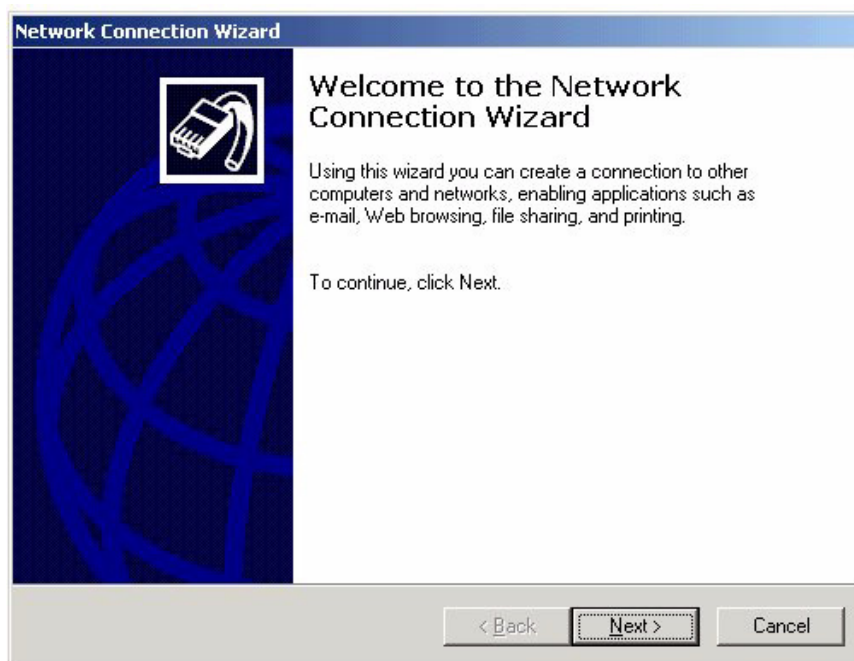 Network Connection Wizard
Welcome to the Network
Connection Wizard
Using this wizard you can create a connection to other
computers and networks, enabling applications such as
e-mail, Web browsing, file sharing, and printing.
To continue, click Next.
< Back
Next >
Cancel